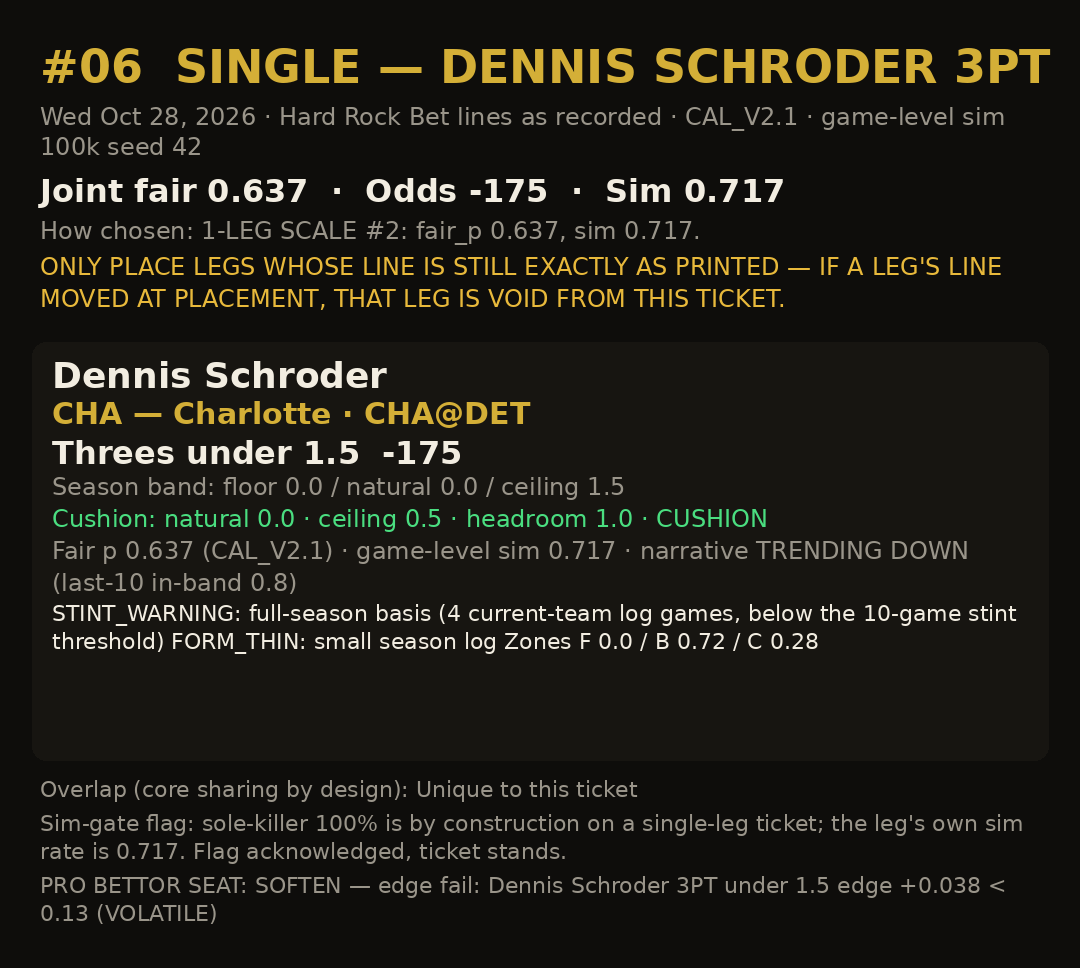 #06  SINGLE — DENNIS SCHRODER 3PT
Wed Oct 28, 2026 · Hard Rock Bet lines as recorded · CAL_V2.1 · game-level sim
100k seed 42
Joint fair 0.637  ·  Odds -175  ·  Sim 0.717
How chosen: 1-LEG SCALE #2: fair_p 0.637, sim 0.717.
ONLY PLACE LEGS WHOSE LINE IS STILL EXACTLY AS PRINTED — IF A LEG'S LINE
MOVED AT PLACEMENT, THAT LEG IS VOID FROM THIS TICKET.
Dennis Schroder
CHA — Charlotte · CHA@DET
Threes under 1.5  -175
Season band: floor 0.0 / natural 0.0 / ceiling 1.5
Cushion: natural 0.0 · ceiling 0.5 · headroom 1.0 · CUSHION
Fair p 0.637 (CAL_V2.1) · game-level sim 0.717 · narrative TRENDING DOWN
(last-10 in-band 0.8)
STINT_WARNING: full-season basis (4 current-team log games, below the 10-game stint
threshold) FORM_THIN: small season log Zones F 0.0 / B 0.72 / C 0.28
Overlap (core sharing by design): Unique to this ticket
Sim-gate flag: sole-killer 100% is by construction on a single-leg ticket; the leg's own sim
rate is 0.717. Flag acknowledged, ticket stands.
PRO BETTOR SEAT: SOFTEN — edge fail: Dennis Schroder 3PT under 1.5 edge +0.038 <
0.13 (VOLATILE)